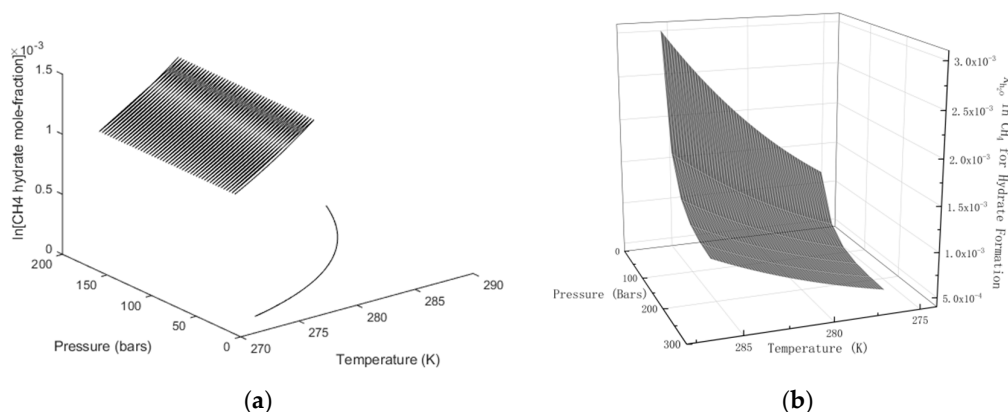 ×10⁻³
1.5
1
0.5
0
ln[CH4 hydrate mole-fraction]
200
150
100
50
0
Pressure (bars)
270
275
280
285
290
Temperature (K)
(a)
3.0x10⁻³
2.5x10⁻³
2.0x10⁻³
1.5x10⁻³
1.0x10⁻³
5.0x10⁻⁴
in CH₄ for Hydrate Formation
0
100
200
300
Pressure (Bars)
285
280
275
Temperature (K)
(b)